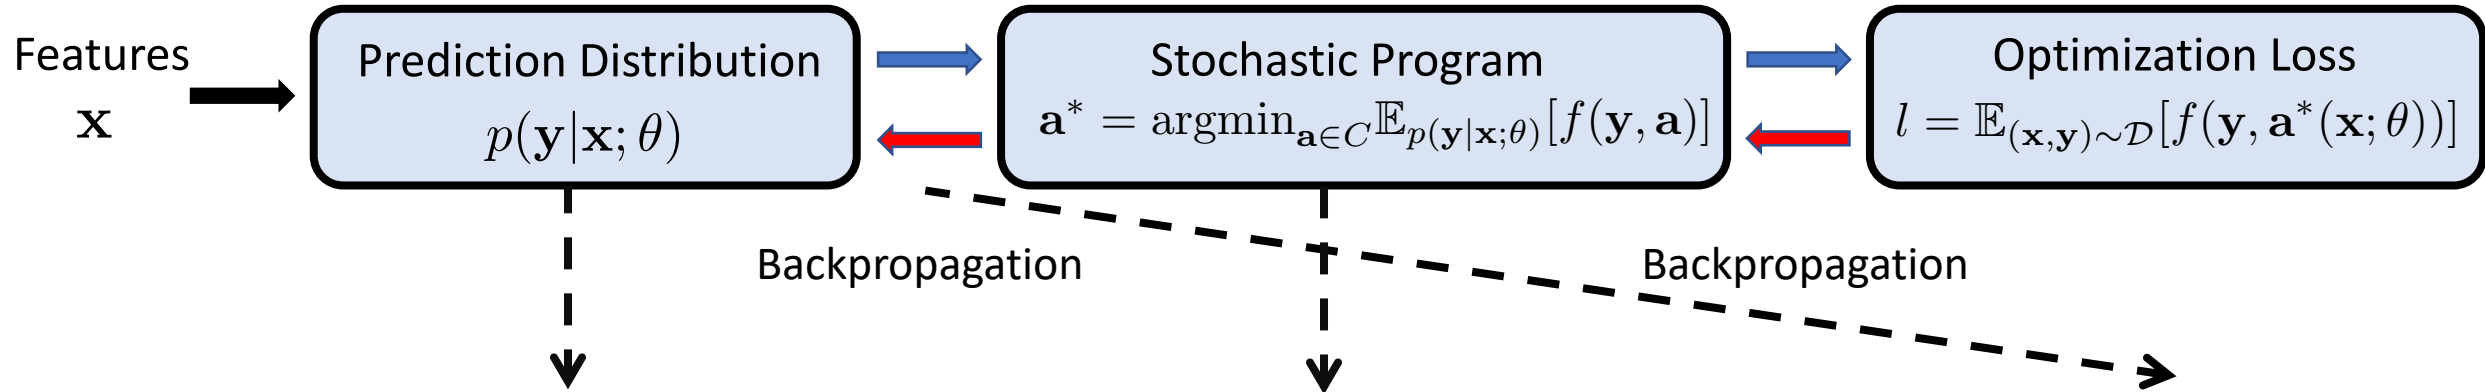 Features
𝐱
Prediction Distribution
p(𝐲|𝐱; θ)
Stochastic Program
𝐚* = argmin_{𝐚∈C} 𝔼_{p(𝐲|𝐱;θ)}[f(𝐲, 𝐚)]
Optimization Loss
l = 𝔼_{(𝐱,𝐲)∼𝒟}[f(𝐲, 𝐚*(𝐱; θ))]
Backpropagation
Backpropagation